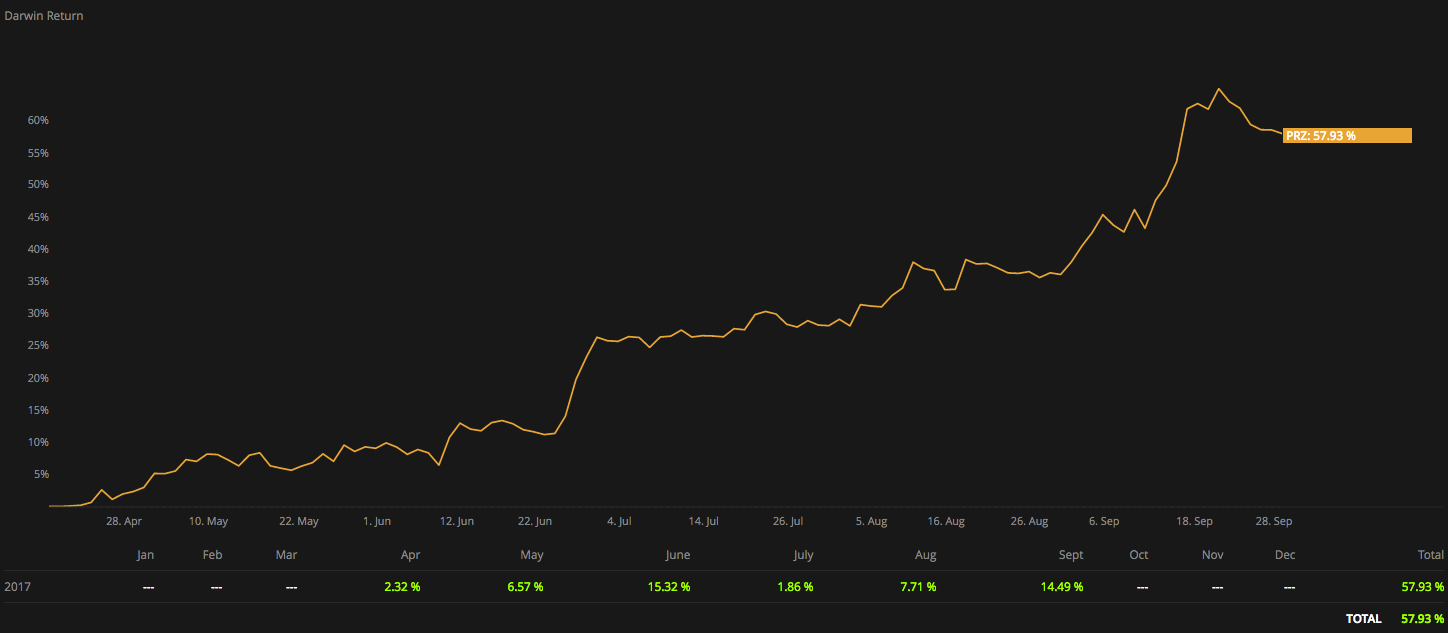 Darwin Return
60%
55%
50%
45%
40%
35%
30%
25%
20%
15%
10%
5%
PRZ: 57.93 %
28. Apr 10. May 22. May 1. Jun 12. Jun 22. Jun 4. Jul 14. Jul 26. Jul 5. Aug 16. Aug 26. Aug 6. Sep 18. Sep 28. Sep
Jan Feb Mar Apr May June July Aug Sept Oct Nov Dec Total
2017 --- --- --- 2.32 % 6.57 % 15.32 % 1.86 % 7.71 % 14.49 % --- --- --- 57.93 %
TOTAL 57.93 %